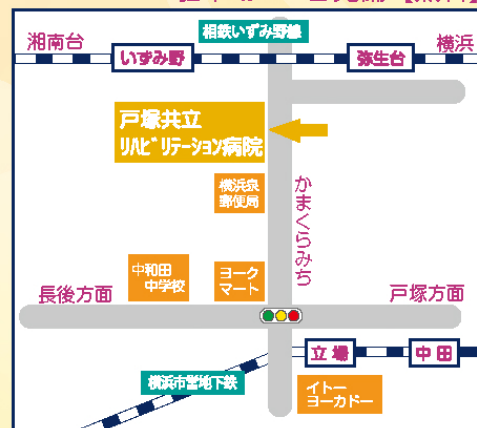 相鉄いずみ野線
湘南台
いずみ野
弥生台
横浜
戸塚共立
リハビリテーション病院
横浜泉
郵便局
かまくらみち
中和田
中学校
ヨーク
マート
長後方面
戸塚方面
立場
中田
横浜市営地下鉄
イトー
ヨーカドー